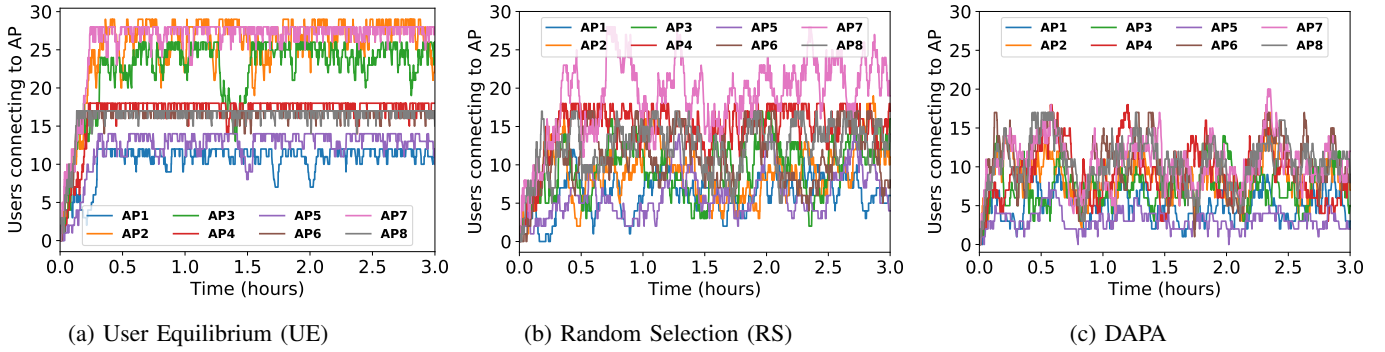 Users connecting to AP
30
25
20
15
10
5
0
AP1 AP3 AP5 AP7
AP2 AP4 AP6 AP8
0.0 0.5 1.0 1.5 2.0 2.5 3.0
Time (hours)
(a) User Equilibrium (UE)
Users connecting to AP
30
25
20
15
10
5
0
AP1 AP3 AP5 AP7
AP2 AP4 AP6 AP8
0.0 0.5 1.0 1.5 2.0 2.5 3.0
Time (hours)
(b) Random Selection (RS)
Users connecting to AP
30
25
20
15
10
5
0
AP1 AP3 AP5 AP7
AP2 AP4 AP6 AP8
0.0 0.5 1.0 1.5 2.0 2.5 3.0
Time (hours)
(c) DAPA